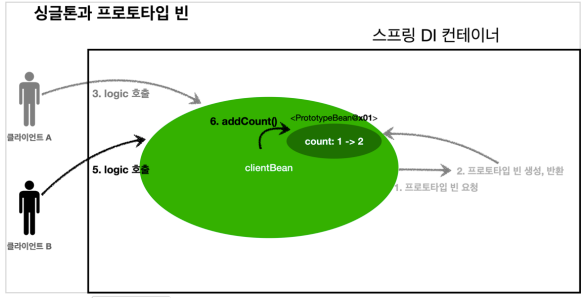 싱글톤과 프로토타입 빈
스프링 DI 컨테이너
3. logic 호출
클라이언트 A
6. addCount()
<PrototypeBean@x01>
count: 1 -> 2
clientBean
5. logic 호출
2. 프로토타입 빈 생성, 반환
1. 프로토타입 빈 요청
클라이언트 B